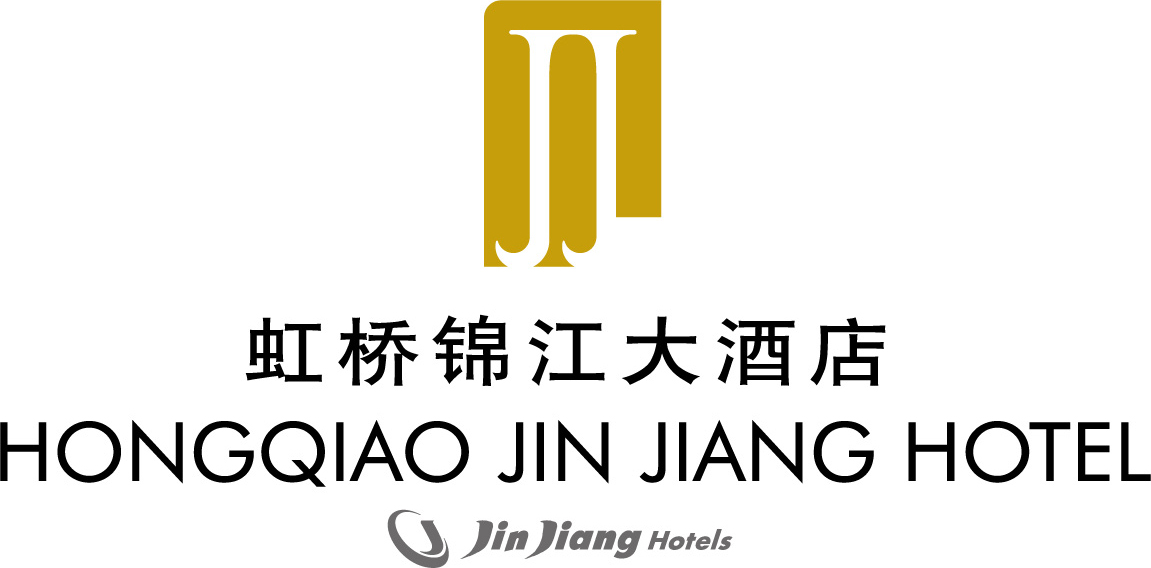 JJ
虹桥锦江大酒店
HONGQIAO JIN JIANG HOTEL
Jin Jiang Hotels